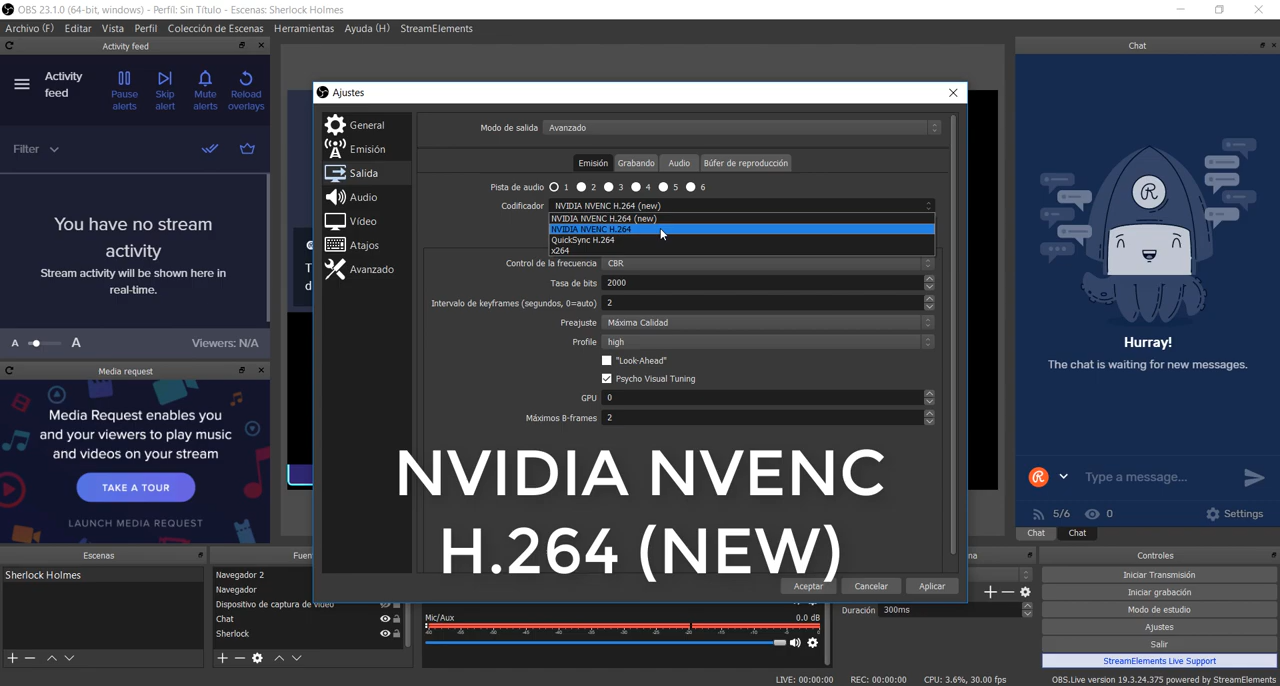 OBS 23.1.0 (64-bit, windows) - Perfil: Sin Título - Escenas: Sherlock Holmes
Archivo (F) Editar Vista Perfil Colección de Escenas Herramientas Ayuda (H) StreamElements
Activity feed
Activity feed
Pause alerts
Skip alert
Mute alerts
Reload overlays
Filter
You have no stream
activity
Stream activity will be shown here in
real-time.
A A Viewers: N/A
Media request
Media Request enables you
and your viewers to play music
and videos on your stream
TAKE A TOUR
LAUNCH MEDIA REQUEST
Ajustes
General
Emisión
Salida
Audio
Vídeo
Atajos
Avanzado
Modo de salida Avanzado
Emisión Grabando Audio Búfer de reproducción
Pista de audio 1 2 3 4 5 6
Codificador NVIDIA NVENC H.264 (new)
NVIDIA NVENC H.264 (new)
NVIDIA NVENC H.264
QuickSync H.264
x264
Control de la frecuencia CBR
Tasa de bits 2000
Intervalo de keyframes (segundos, 0=auto) 2
Preajuste Máxima Calidad
Profile high
"Look-Ahead"
Psycho Visual Tuning
GPU 0
Máximos B-frames 2
NVIDIA NVENC
H.264 (NEW)
Aceptar Cancelar Aplicar
Chat
Hurray!
The chat is waiting for new messages.
Type a message...
5/6 0 Settings
Chat Chat
Escenas
Sherlock Holmes
Navegador 2
Navegador
Dispositivo de captura de vídeo
Chat
Sherlock
Mic/Aux 0.0 dB
Duración 300ms
Controles
Iniciar Transmisión
Iniciar grabación
Modo de estudio
Ajustes
Salir
StreamElements Live Support
LIVE: 00:00:00 REC: 00:00:00 CPU: 3.6%, 30.00 fps OBS.Live version 19.3.24.375 powered by StreamElements